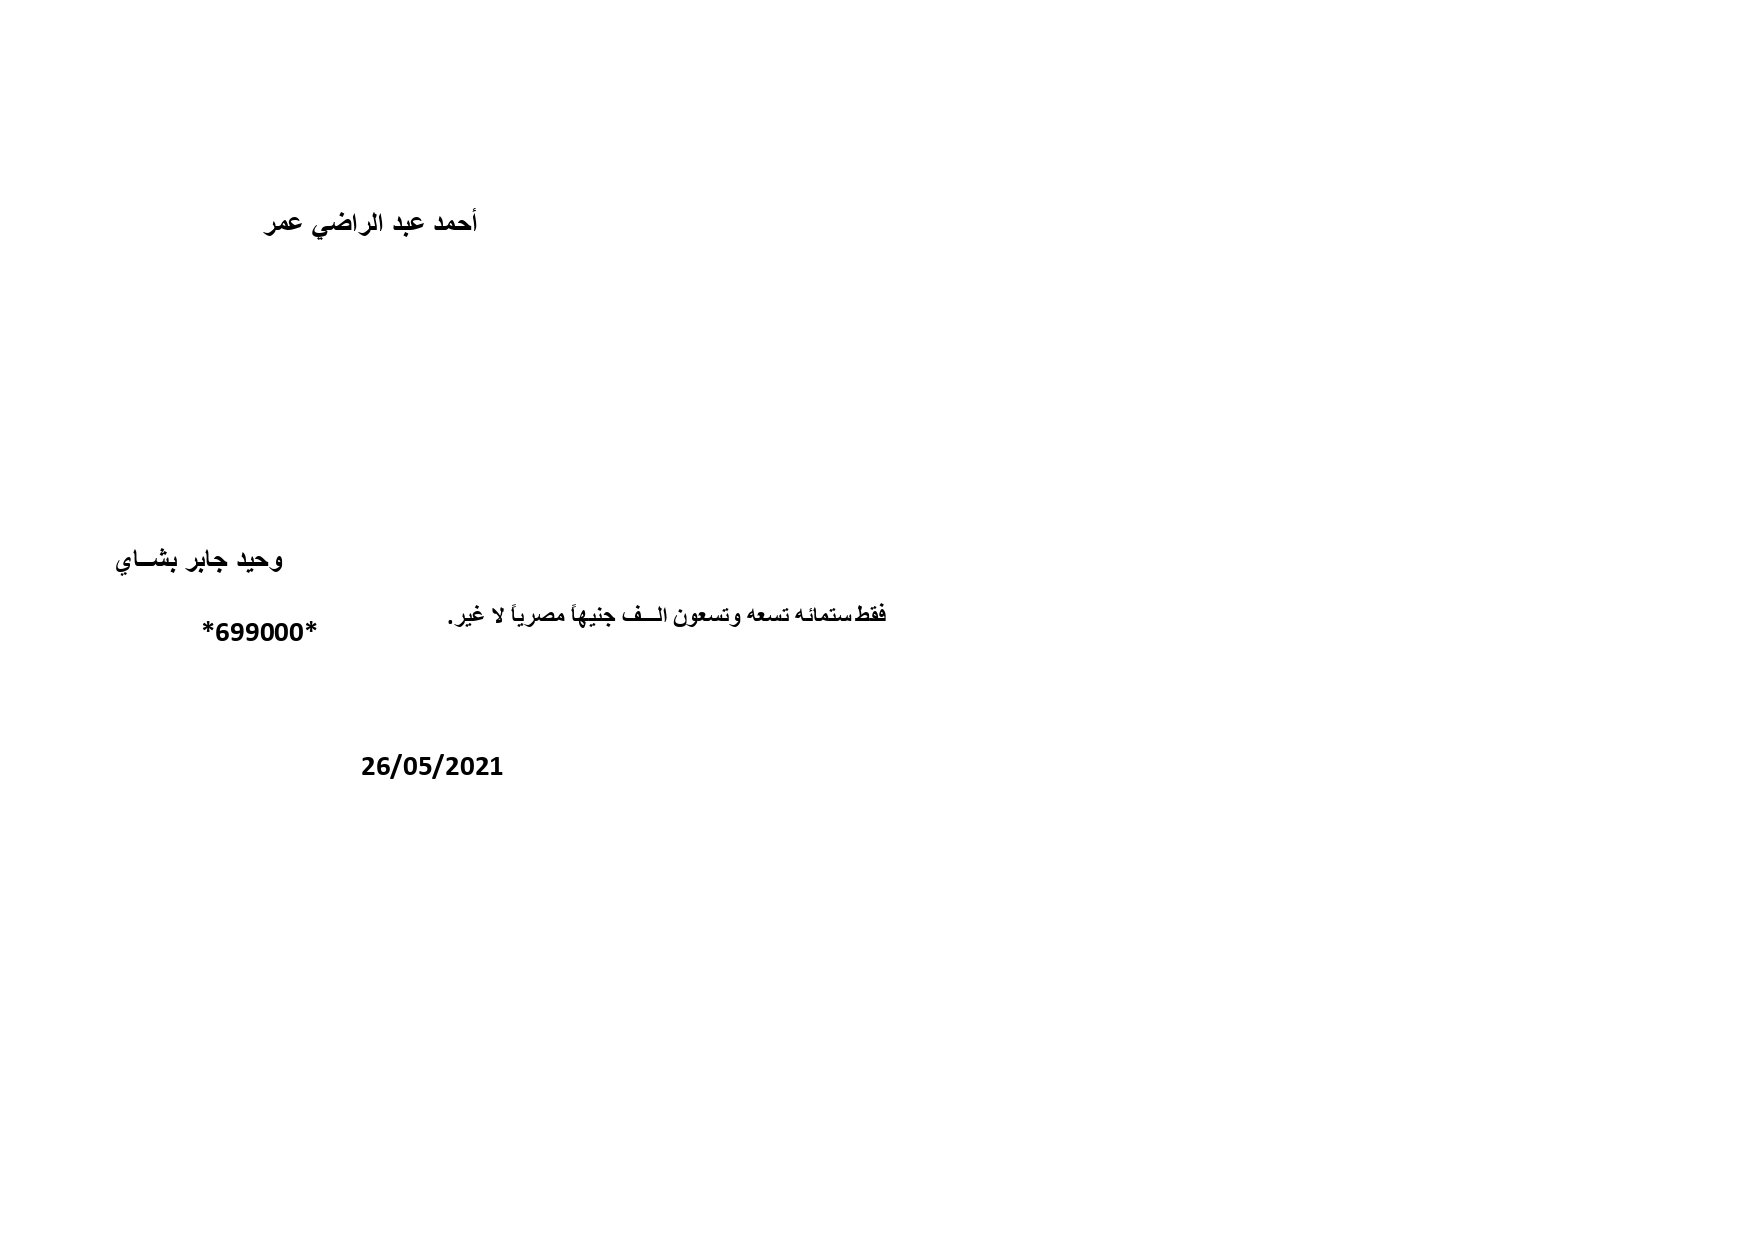 أحمد عبد الراضي عمر
وحيد جابر بشـــاي
فقط ستمائه تسعه وتسعون الـــف جنيهاً مصرياً لا غير.
*699000*
26/05/2021